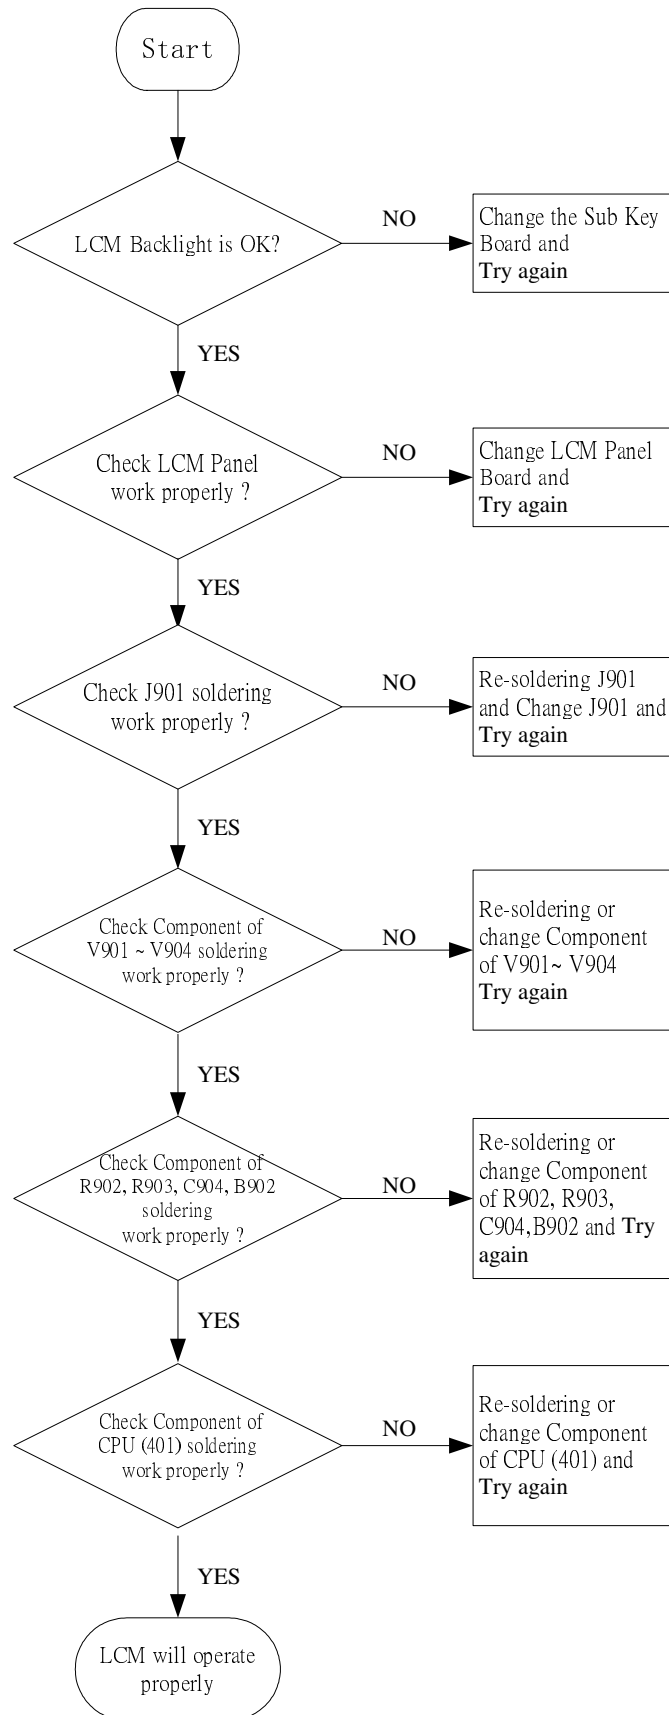 Start
LCM Backlight is OK?
NO
Change the Sub Key
Board and
Try again
YES
Check LCM Panel
work properly ?
NO
Change LCM Panel
Board and
Try again
YES
Check J901 soldering
work properly ?
NO
Re-soldering J901
and Change J901 and
Try again
YES
Check Component of
V901 ~ V904 soldering
work properly ?
NO
Re-soldering or
change Component
of V901~ V904
Try again
YES
Check Component of
R902, R903, C904, B902
soldering
work properly ?
NO
Re-soldering or
change Component
of R902, R903,
C904,B902 and Try
again
YES
Check Component of
CPU (401) soldering
work properly ?
NO
Re-soldering or
change Component
of CPU (401) and
Try again
YES
LCM will operate
properly